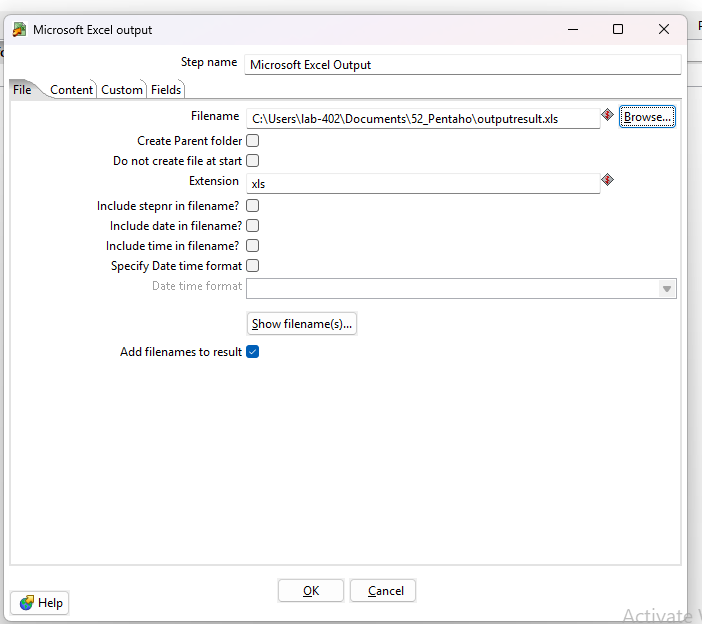 Microsoft Excel output
Step name Microsoft Excel Output
File Content Custom Fields
Filename C:\Users\lab-402\Documents\52_Pentaho\outputresult.xls Browse...
Create Parent folder
Do not create file at start
Extension xls
Include stepnr in filename?
Include date in filename?
Include time in filename?
Specify Date time format
Date time format
Show filename(s)...
Add filenames to result
OK Cancel
Help
Activate